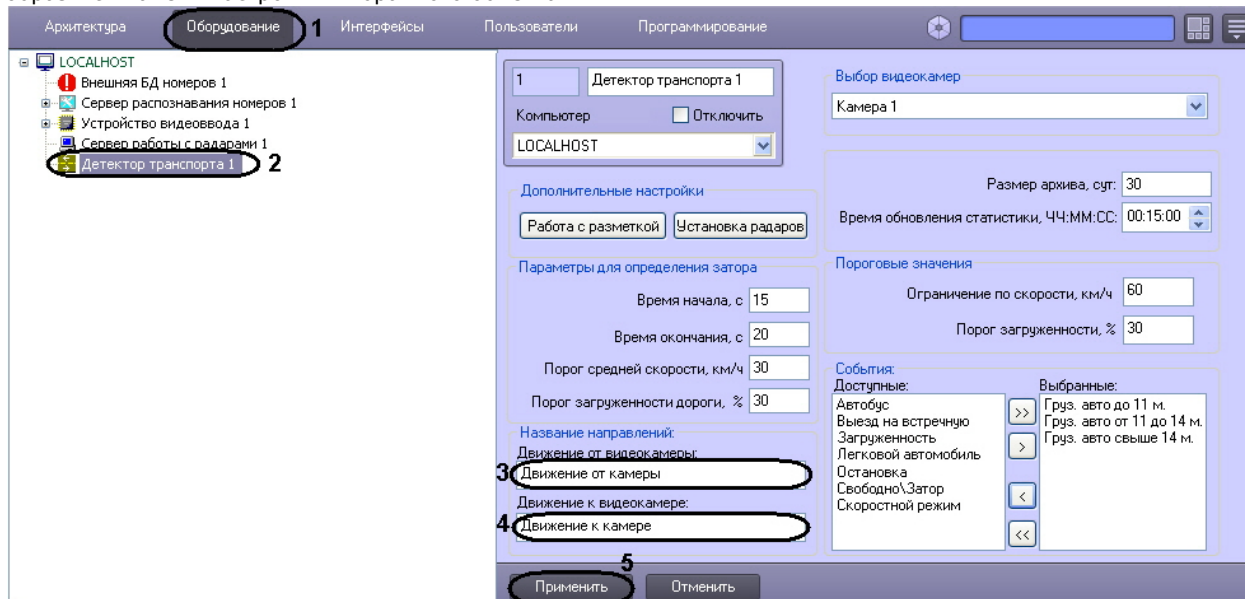 Архитектура Оборудование 1 Интерфейсы Пользователи Программирование
LOCALHOST
Внешняя БД номеров 1
Сервер распознавания номеров 1
Устройство видеоввода 1
Сервер работы с радарами 1
Детектор транспорта 1 2
1 Детектор транспорта 1
Компьютер Отключить
LOCALHOST
Дополнительные настройки
Работа с разметкой Установка радаров
Параметры для определения затора
Время начала, с 15
Время окончания, с 20
Порог средней скорости, км/ч 30
Порог загруженности дороги, % 30
Название направлений:
Движение от видеокамеры:
3 Движение от камеры
Движение к видеокамере:
4 Движение к камере
Выбор видеокамер
Камера 1
Размер архива, сут: 30
Время обновления статистики, ЧЧ:ММ:СС: 00:15:00
Пороговые значения
Ограничение по скорости, км/ч 60
Порог загруженности, % 30
События:
Доступные:
Автобус
Выезд на встречную
Загруженность
Легковой автомобиль
Остановка
Свободно\Затор
Скоростной режим
>>
>
<
<<
Выбранные:
Груз. авто до 11 м.
Груз. авто от 11 до 14 м.
Груз. авто свыше 14 м.
5
Применить Отменить